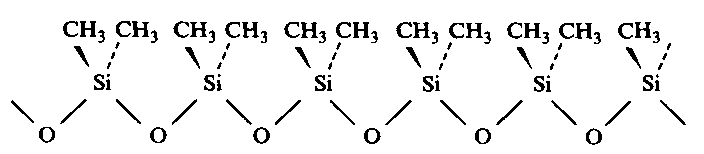 CH3 CH3 CH3 CH3 CH3 CH3 CH3 CH3 CH3 CH3 CH3
Si Si Si Si Si Si
O O O O O O